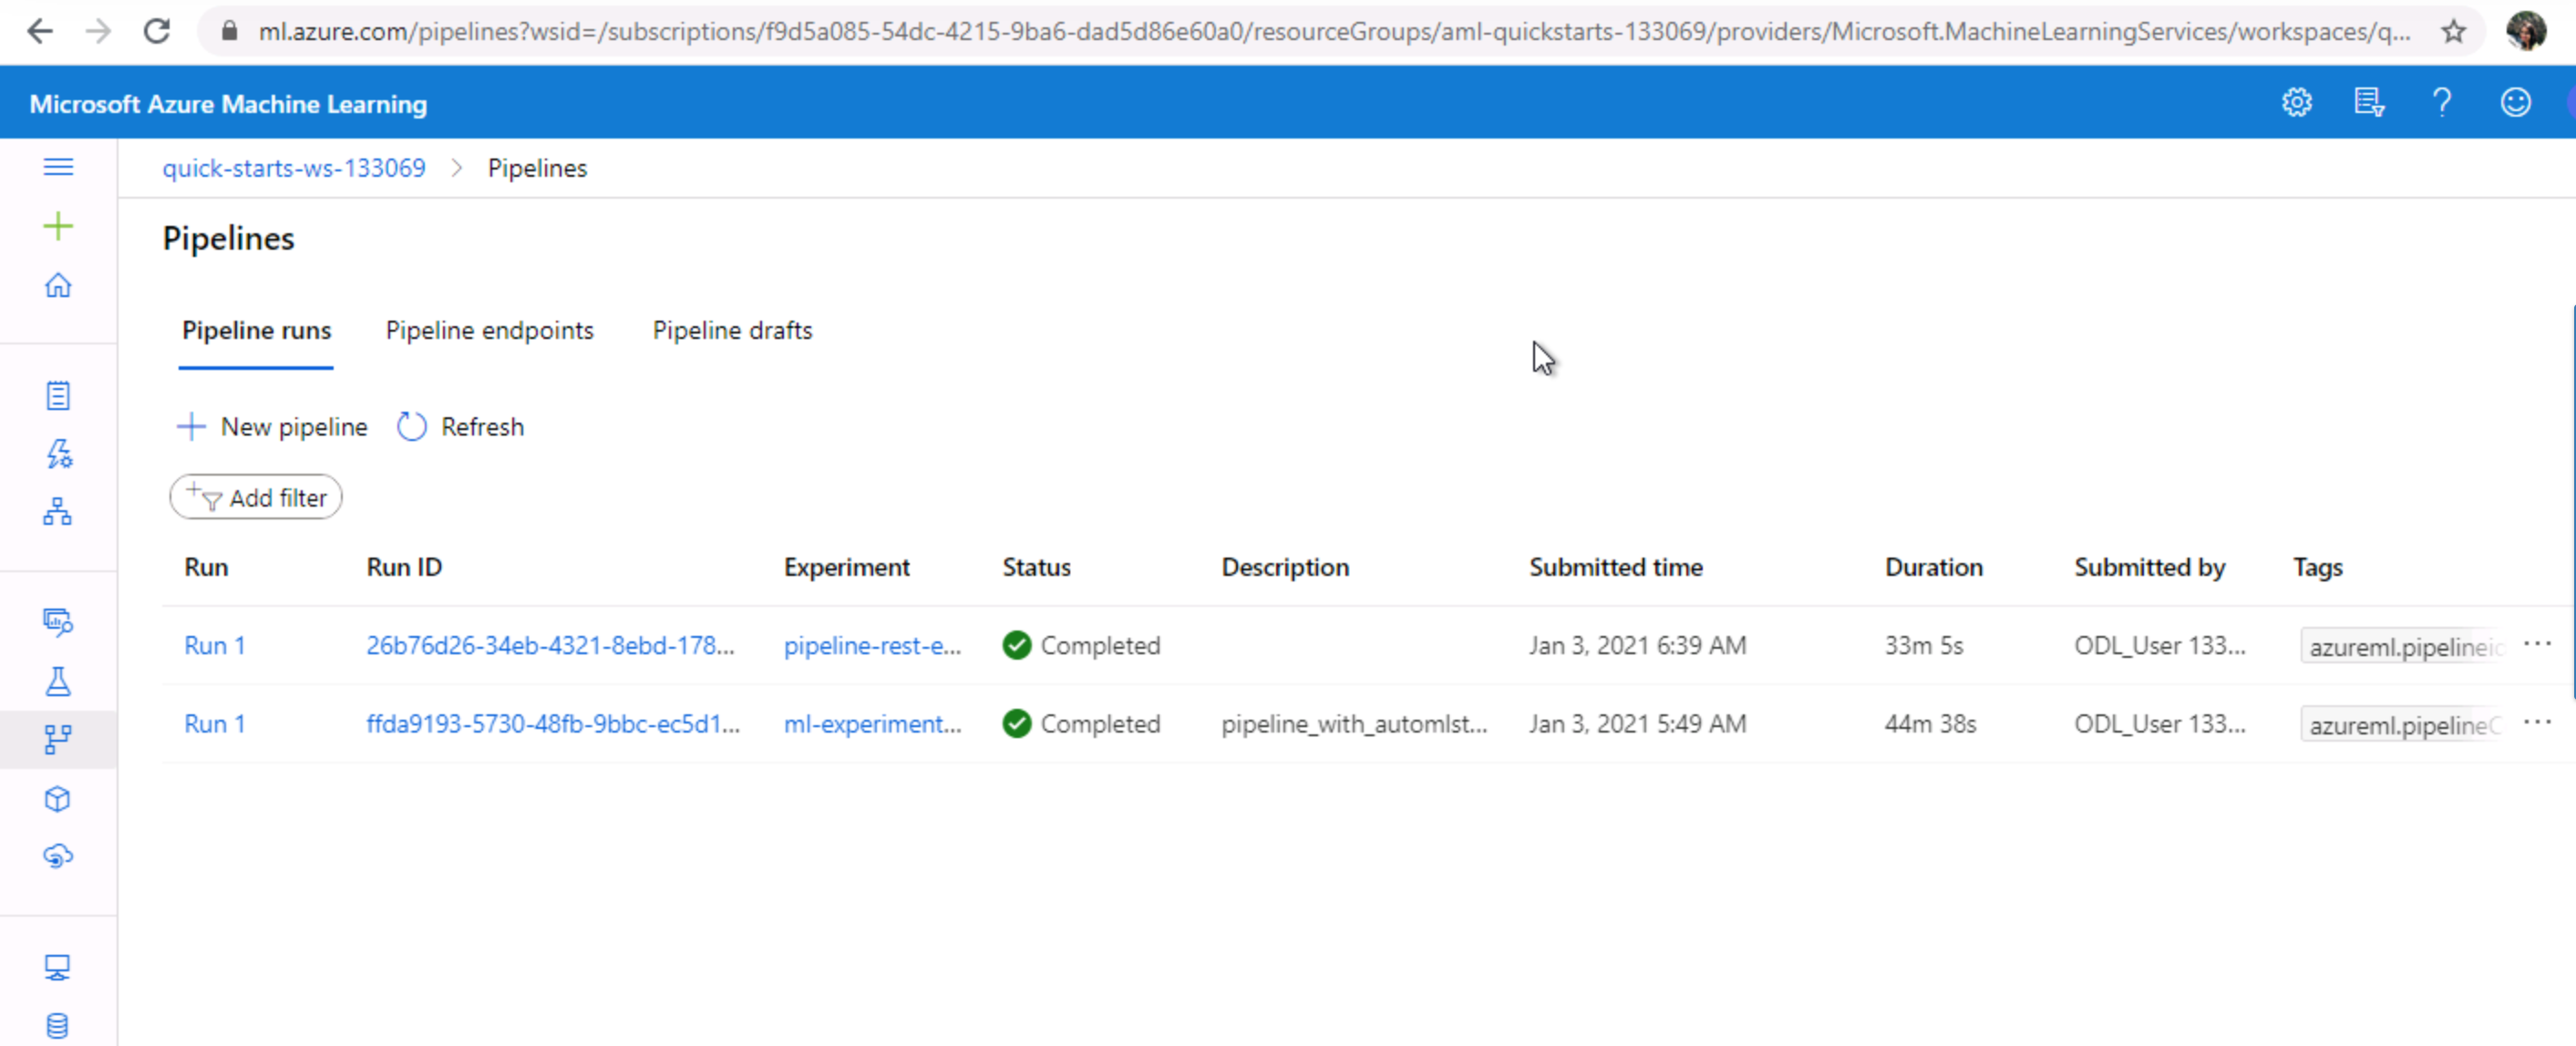 ml.azure.com/pipelines?wsid=/subscriptions/f9d5a085-54dc-4215-9ba6-dad5d86e60a0/resourceGroups/aml-quickstarts-133069/providers/Microsoft.MachineLearningServices/workspaces/q...
Microsoft Azure Machine Learning
quick-starts-ws-133069 > Pipelines
Pipelines
Pipeline runs Pipeline endpoints Pipeline drafts
New pipeline Refresh
Add filter
Run Run ID Experiment Status Description Submitted time Duration Submitted by Tags
Run 1 26b76d26-34eb-4321-8ebd-178... pipeline-rest-e... Completed Jan 3, 2021 6:39 AM 33m 5s ODL_User 133... azureml.pipelineid ...
Run 1 ffda9193-5730-48fb-9bbc-ec5d1... ml-experiment... Completed pipeline_with_automlst... Jan 3, 2021 5:49 AM 44m 38s ODL_User 133... azureml.pipelineC ...